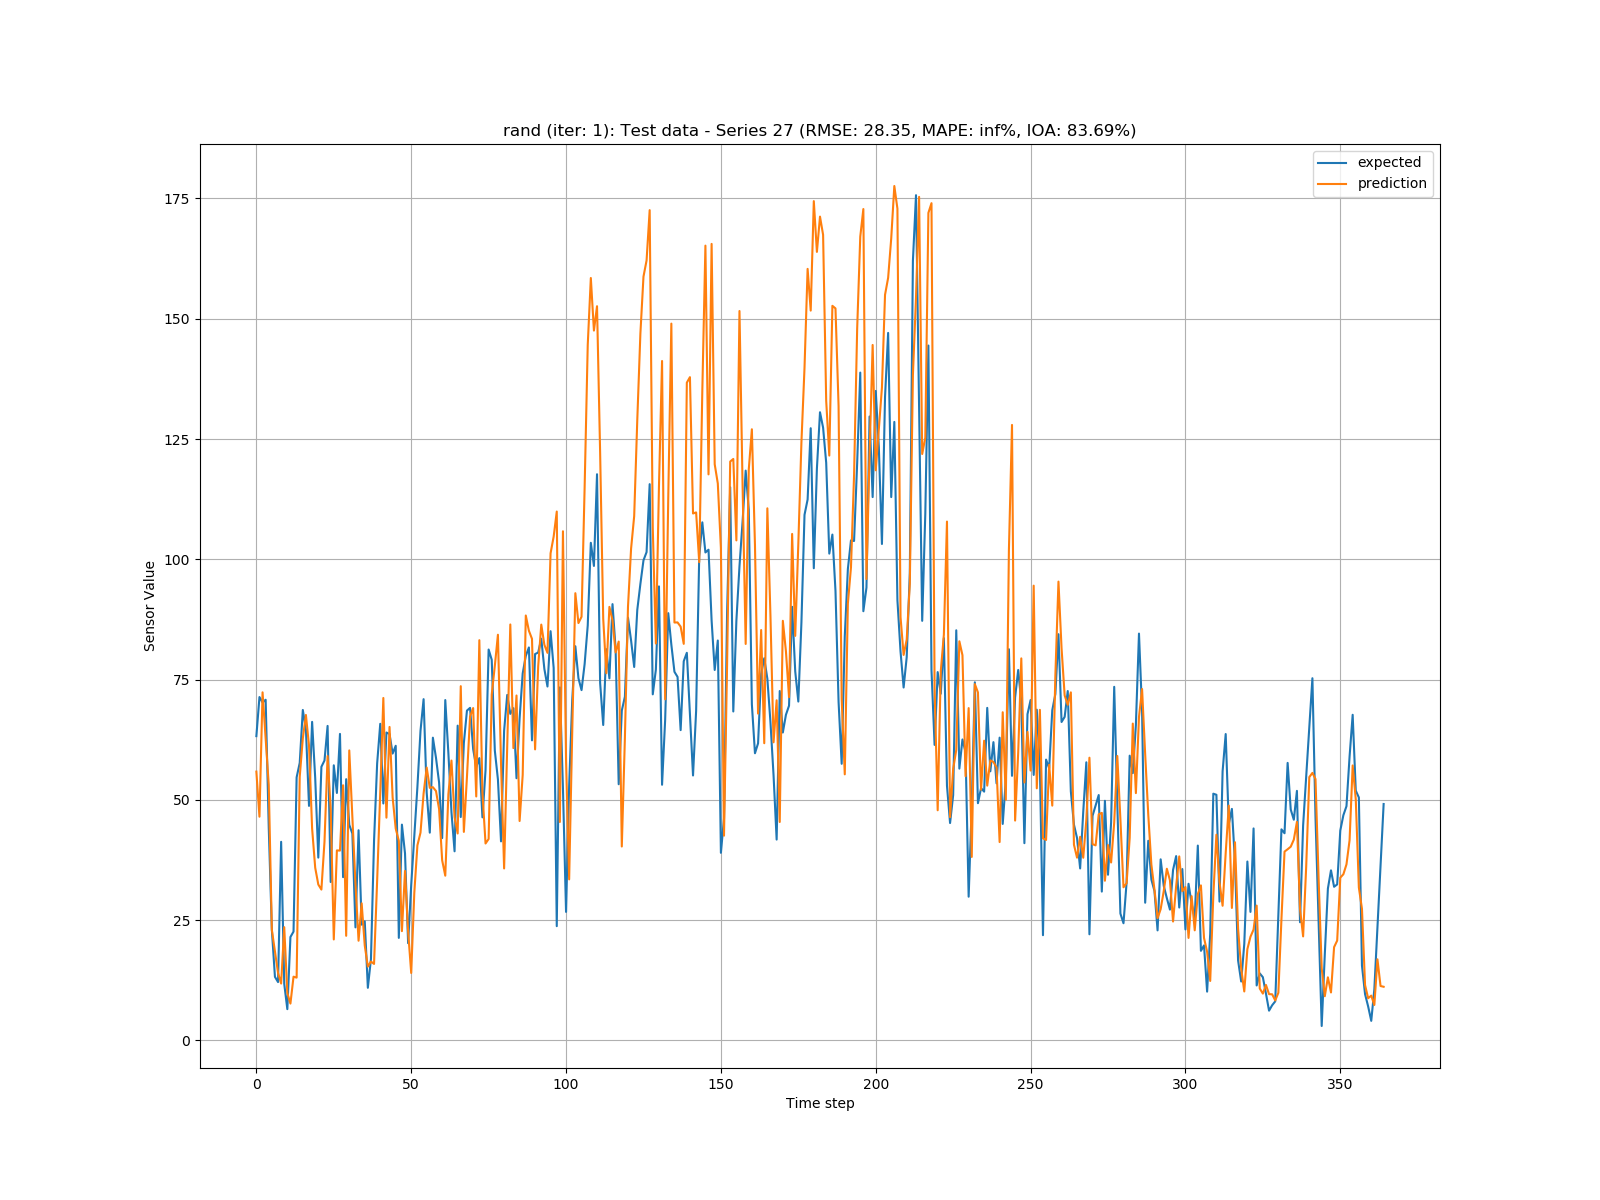 rand (iter: 1): Test data - Series 27 (RMSE: 28.35, MAPE: inf%, IOA: 83.69%)
expected
prediction
175
150
125
100
75
50
25
0
Sensor Value
0 50 100 150 200 250 300 350
Time step